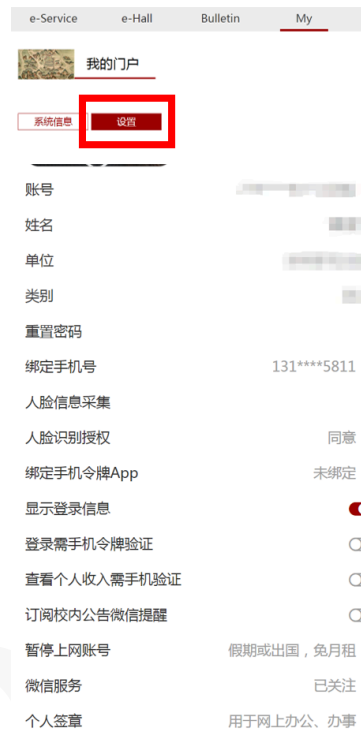 e-Service e-Hall Bulletin My
我的门户
系统信息 设置
账号
姓名
单位
类别
重置密码
绑定手机号 131****5811
人脸信息采集
人脸识别授权 同意
绑定手机令牌App 未绑定
显示登录信息
登录需手机令牌验证
查看个人收入需手机验证
订阅校内公告微信提醒
暂停上网账号 假期或出国，免月租
微信服务 已关注
个人签章 用于网上办公、办事